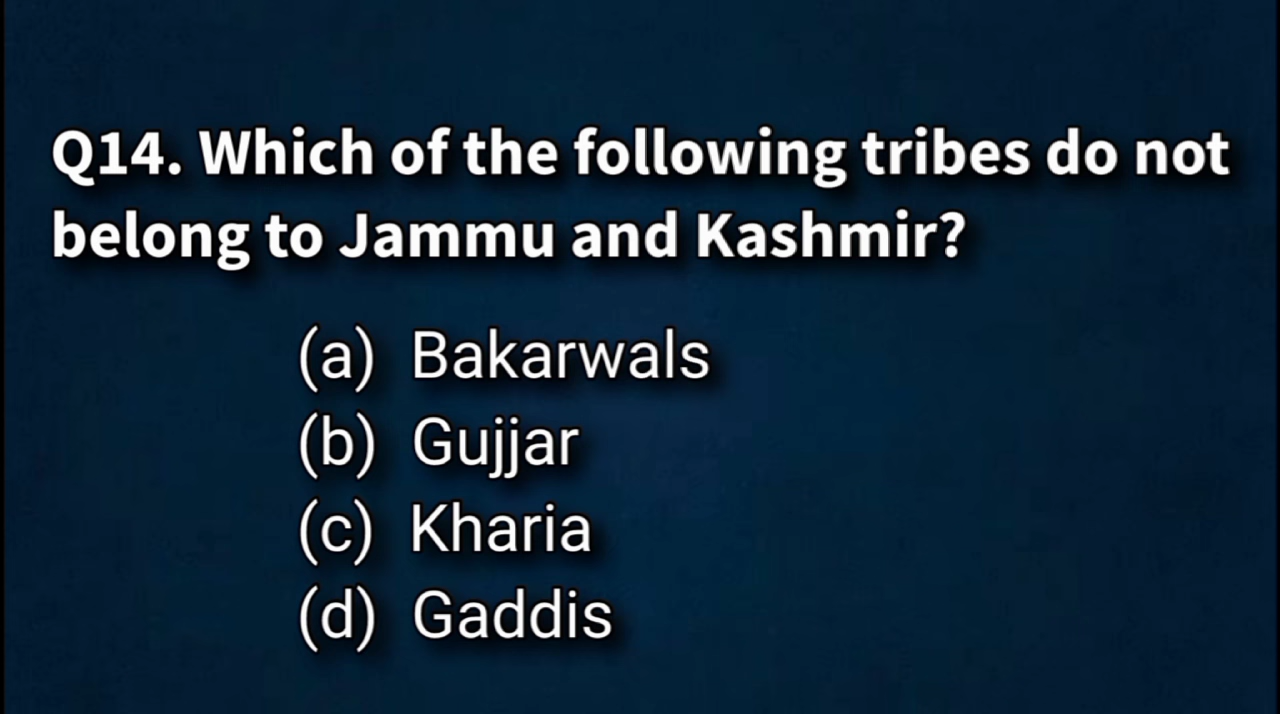 Q14. Which of the following tribes do not
belong to Jammu and Kashmir?
(a) Bakarwals
(b) Gujjar
(c) Kharia
(d) Gaddis